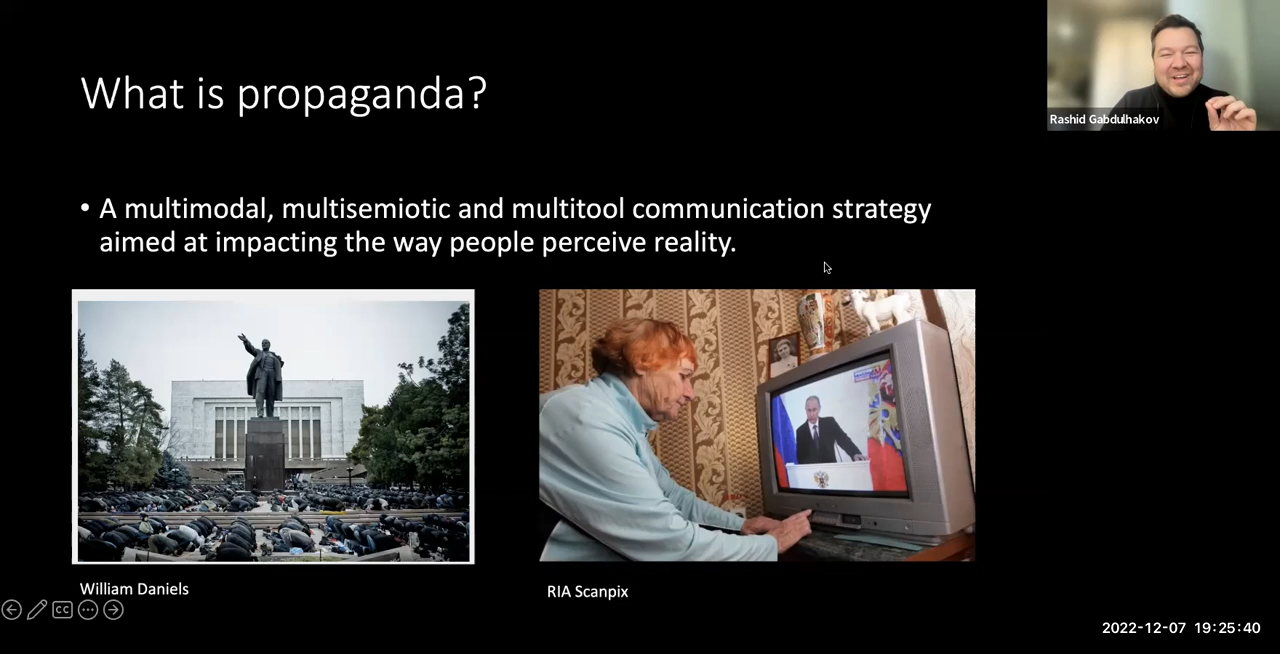 What is propaganda?
Rashid Gabdulhakov
• A multimodal, multisemiotic and multitool communication strategy
aimed at impacting the way people perceive reality.
William Daniels
RIA Scanpix
CC
2022-12-07 19:25:40